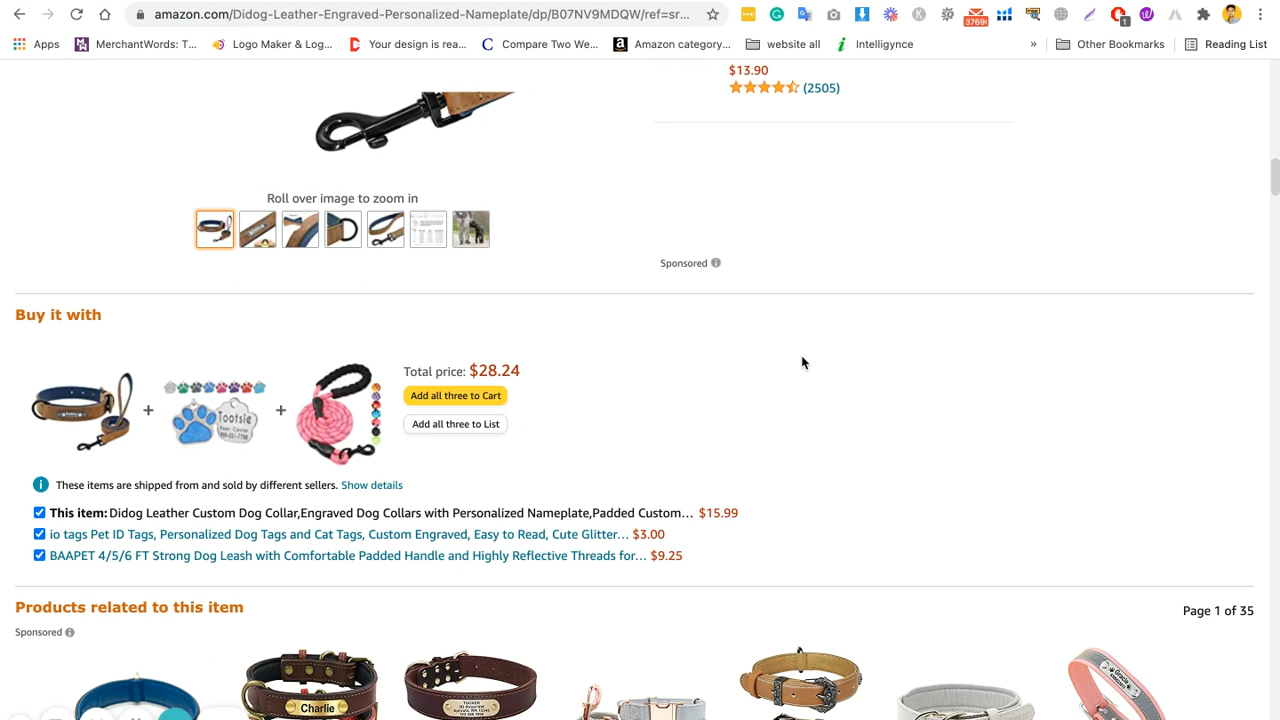 amazon.com/Didog-Leather-Engraved-Personalized-Nameplate/dp/B07NV9MDQW/ref=sr...
3769
1
Apps
MerchantWords: T...
Logo Maker & Log...
Your design is rea...
Compare Two We...
Amazon category...
website all
Intelligynce
»
Other Bookmarks
Reading List
$13.90
(2505)
Roll over image to zoom in
Sponsored
Buy it with
Total price: $28.24
Add all three to Cart
Add all three to List
Tootsie
+
+
These items are shipped from and sold by different sellers. Show details
This item: Didog Leather Custom Dog Collar,Engraved Dog Collars with Personalized Nameplate,Padded Custom... $15.99
io tags Pet ID Tags, Personalized Dog Tags and Cat Tags, Custom Engraved, Easy to Read, Cute Glitter... $3.00
BAAPET 4/5/6 FT Strong Dog Leash with Comfortable Padded Handle and Highly Reflective Threads for... $9.25
Products related to this item
Page 1 of 35
Sponsored
Charlie
TUCKER